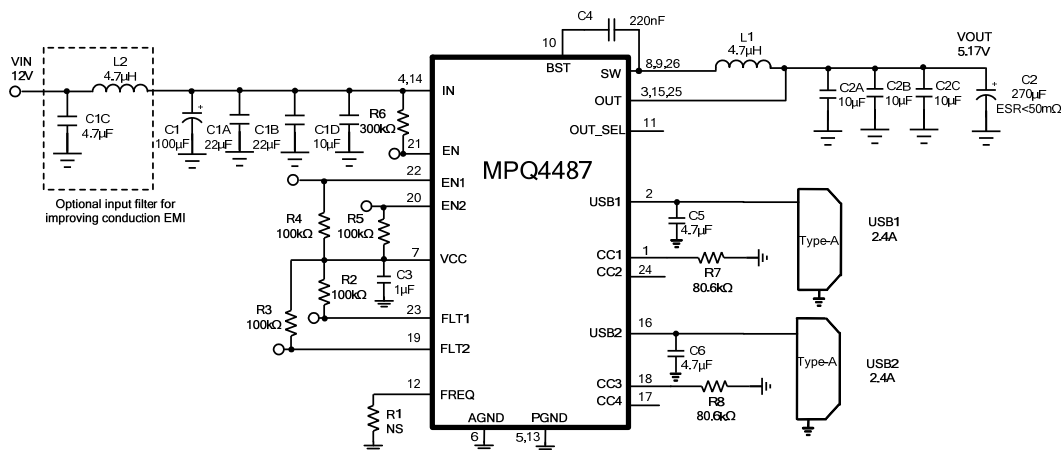 C4
220nF
10
BST
VIN
12V
L2
4.7µH
4,14
IN
SW
8,9,26
L1
4.7µH
VOUT
5.17V
OUT
3,15,25
C1C
4.7µF
C1
100µF
C1A
22µF
C1B
22µF
C1D
10µF
R6
300kΩ
21
EN
OUT_SEL
11
C2A
10µF
C2B
10µF
C2C
10µF
C2
270µF
ESR<50mΩ
MPQ4487
22
EN1
20
EN2
Optional input filter for
improving conduction EMI
R4
100kΩ
R5
100kΩ
7
VCC
R2
100kΩ
C3
1µF
R3
100kΩ
23
FLT1
19
FLT2
12
FREQ
R1
NS
AGND
6
PGND
5,13
USB1
2
C5
4.7µF
CC1
1
CC2
24
R7
80.6kΩ
Type-A
USB1
2.4A
USB2
16
C6
4.7µF
CC3
18
CC4
17
R8
80.6kΩ
Type-A
USB2
2.4A